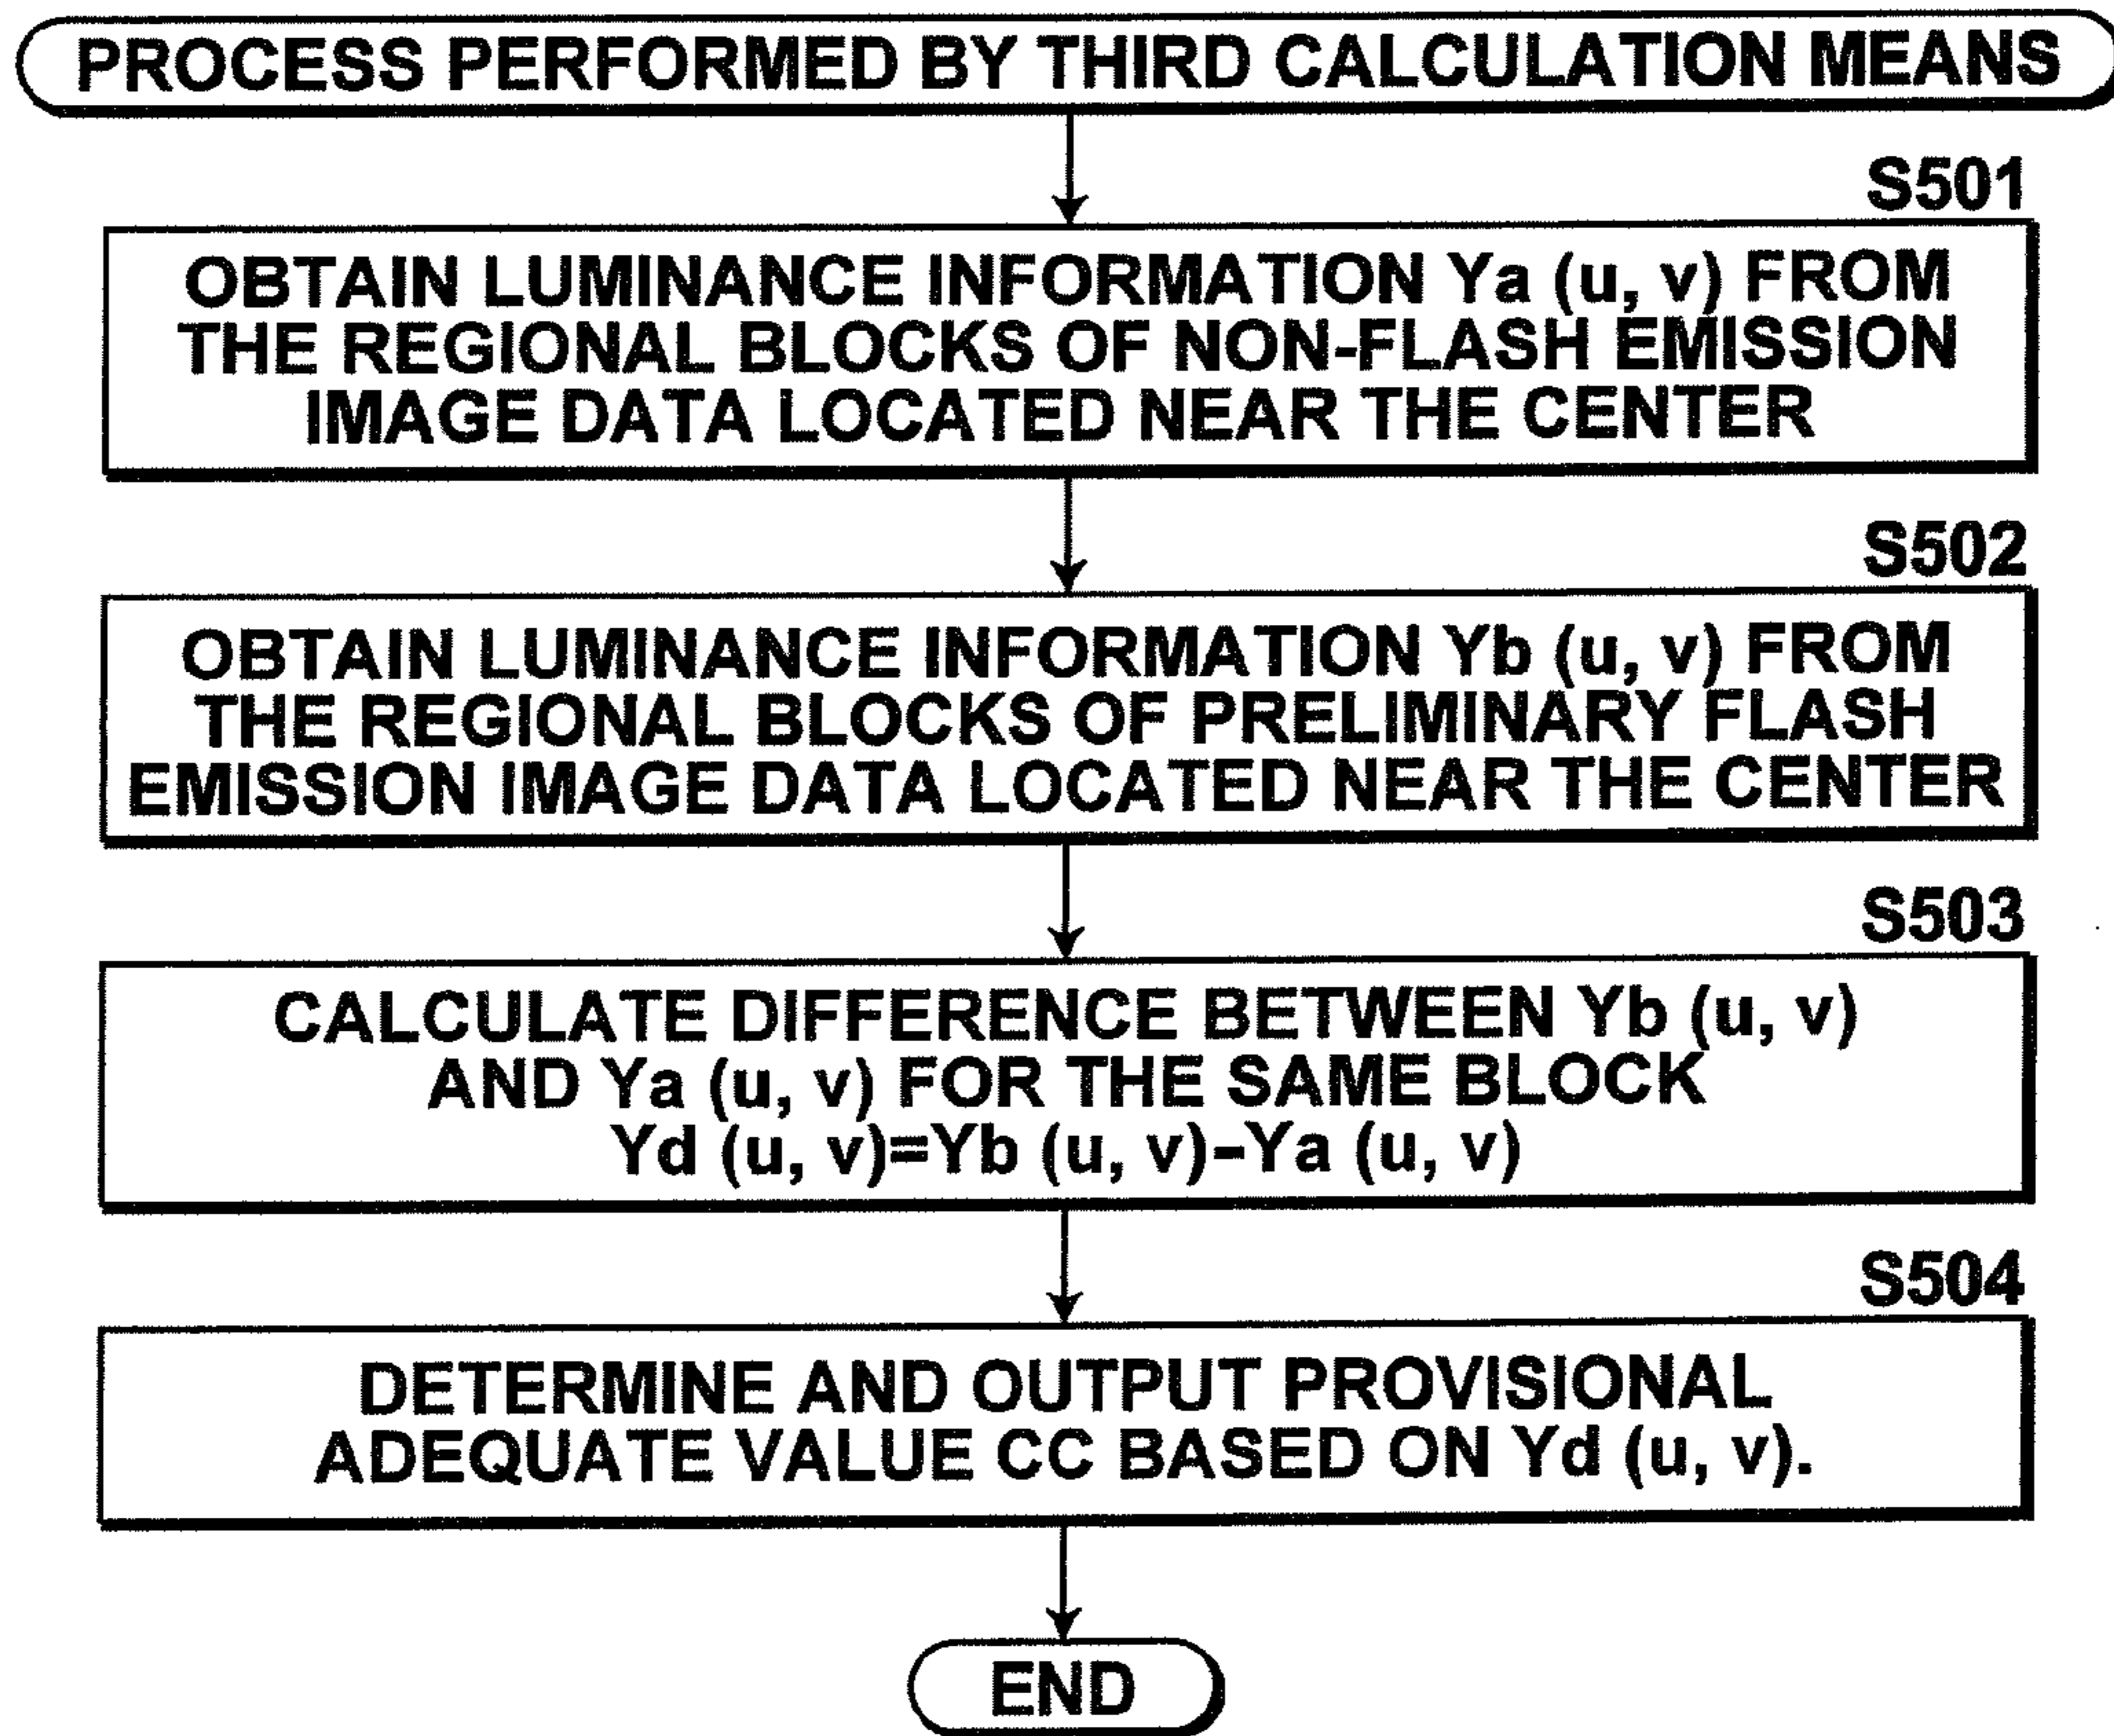 PROCESS PERFORMED BY THIRD CALCULATION MEANS
S501
OBTAIN LUMINANCE INFORMATION Ya (u, v) FROM
THE REGIONAL BLOCKS OF NON-FLASH EMISSION
IMAGE DATA LOCATED NEAR THE CENTER
S502
OBTAIN LUMINANCE INFORMATION Yb (u, v) FROM
THE REGIONAL BLOCKS OF PRELIMINARY FLASH
EMISSION IMAGE DATA LOCATED NEAR THE CENTER
S503
CALCULATE DIFFERENCE BETWEEN Yb (u, v)
AND Ya (u, v) FOR THE SAME BLOCK
Yd (u, v)=Yb (u, v)-Ya (u, v)
S504
DETERMINE AND OUTPUT PROVISIONAL
ADEQUATE VALUE CC BASED ON Yd (u, v).
END